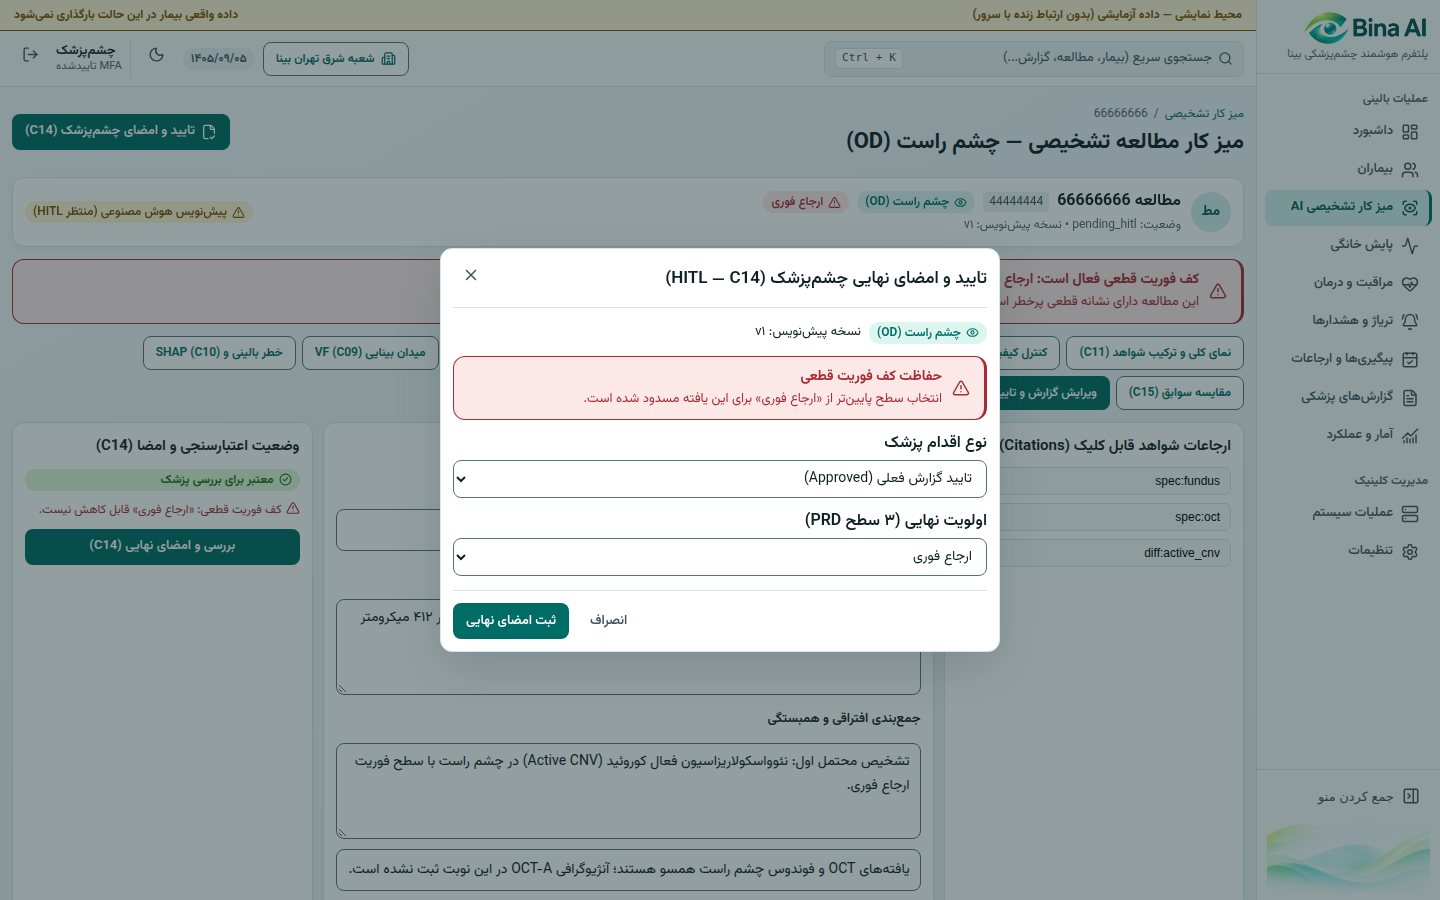 محیط نمایشی — داده آزمایشی (بدون ارتباط زنده با سرور)
داده واقعی بیمار در این حالت بارگذاری نمی‌شود
Bina AI
پلتفرم هوشمند چشم‌پزشکی بینا
جستجوی سریع (بیمار، مطالعه، گزارش...)
Ctrl + K
شعبه شرق تهران بینا
۱۴۰۵/۰۹/۰۵
چشم‌پزشک
MFA تاییدشده
عملیات بالینی
داشبورد
بیماران
میز کار تشخیصی AI
پایش خانگی
مراقبت و درمان
تریاژ و هشدارها
پیگیری‌ها و ارجاعات
گزارش‌های پزشکی
آمار و عملکرد
مدیریت کلینیک
عملیات سیستم
تنظیمات
جمع کردن منو
میز کار تشخیصی / 66666666
میز کار مطالعه تشخیصی — چشم راست (OD)
تایید و امضای چشم‌پزشک (C14)
مط
مطالعه 66666666
44444444
چشم راست (OD)
ارجاع فوری
وضعیت: pending_hitl • نسخه پیش‌نویس: ۷۱
پیش‌نویس هوش مصنوعی (منتظر HITL)
کف فوریت قطعی فعال است: ارجاع
این مطالعه دارای نشانه قطعی پرخطر
نمای کلی و ترکیب شواهد (C11)
کنترل
میدان بینایی VF (C09)
خطر بالینی و SHAP (C10)
مقایسه سوابق (C15)
ویرایش گزارش و
ارجاعات شواهد قابل کلیک (Citations)
spec:fundus
spec:oct
diff:active_cnv
۴۱۲ میکرومتر
جمع‌بندی افتراقی و همبستگی
تشخیص محتمل اول: نئوواسکولاریزاسیون فعال کوروئید (Active CNV) در چشم راست با سطح فوریت
ارجاع فوری.
یافته‌های OCT و فوندوس چشم راست همسو هستند؛ آنژیوگرافی OCT-A در این نوبت ثبت نشده است.
وضعیت اعتبارسنجی و امضا (C14)
معتبر برای بررسی پزشک
کف فوریت قطعی: «ارجاع فوری» قابل کاهش نیست.
بررسی و امضای نهایی (C14)
تایید و امضای نهایی چشم‌پزشک (HITL — C14)
چشم راست (OD)
نسخه پیش‌نویس: ۷۱
حفاظت کف فوریت قطعی
انتخاب سطح پایین‌تر از «ارجاع فوری» برای این یافته مسدود شده است.
نوع اقدام پزشک
تایید گزارش فعلی (Approved)
اولویت نهایی (۳ سطح PRD)
ارجاع فوری
انصراف
ثبت امضای نهایی